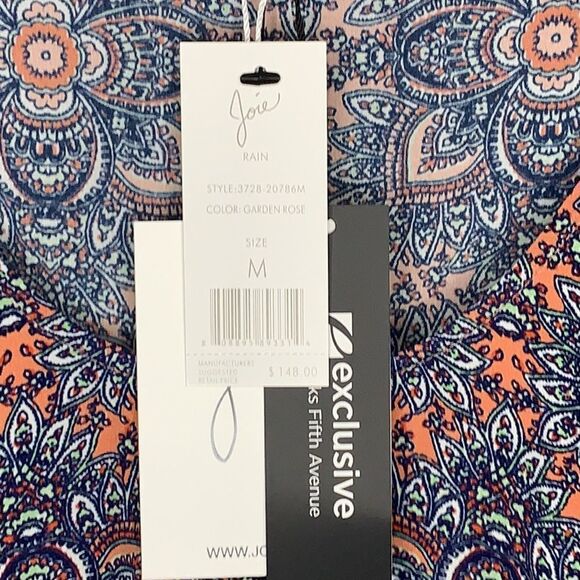 Joie
RAIN
STYLE:3728-20786M
COLOR: GARDEN ROSE
SIZE
M
MANUFACTURERS
SUGGESTED
RETAIL PRICE
$ 148.00
exclusive
ks Fifth Avenue
WWW.JO